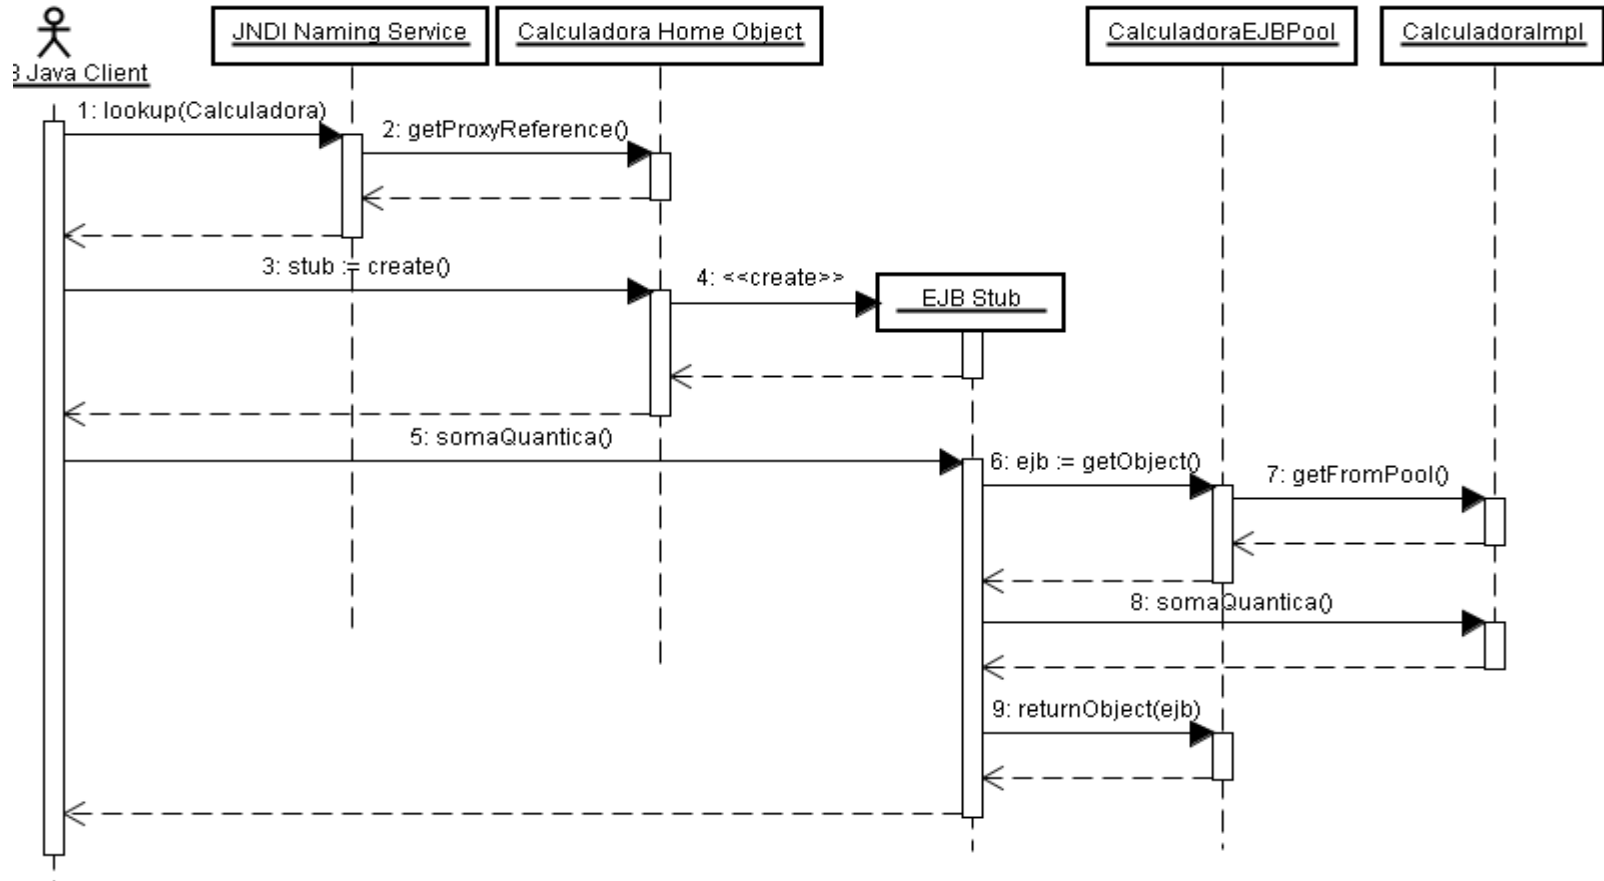 JNDI Naming Service
Calculadora Home Object
CalculadoraEJBPool
CalculadoraImpl
Java Client
1: lookup(Calculadora)
2: getProxyReference()
3: stub := create()
4: <<create>>
EJB Stub
5: somaQuantica()
6: ejb := getObject()
7: getFromPool()
8: somaQuantica()
9: returnObject(ejb)